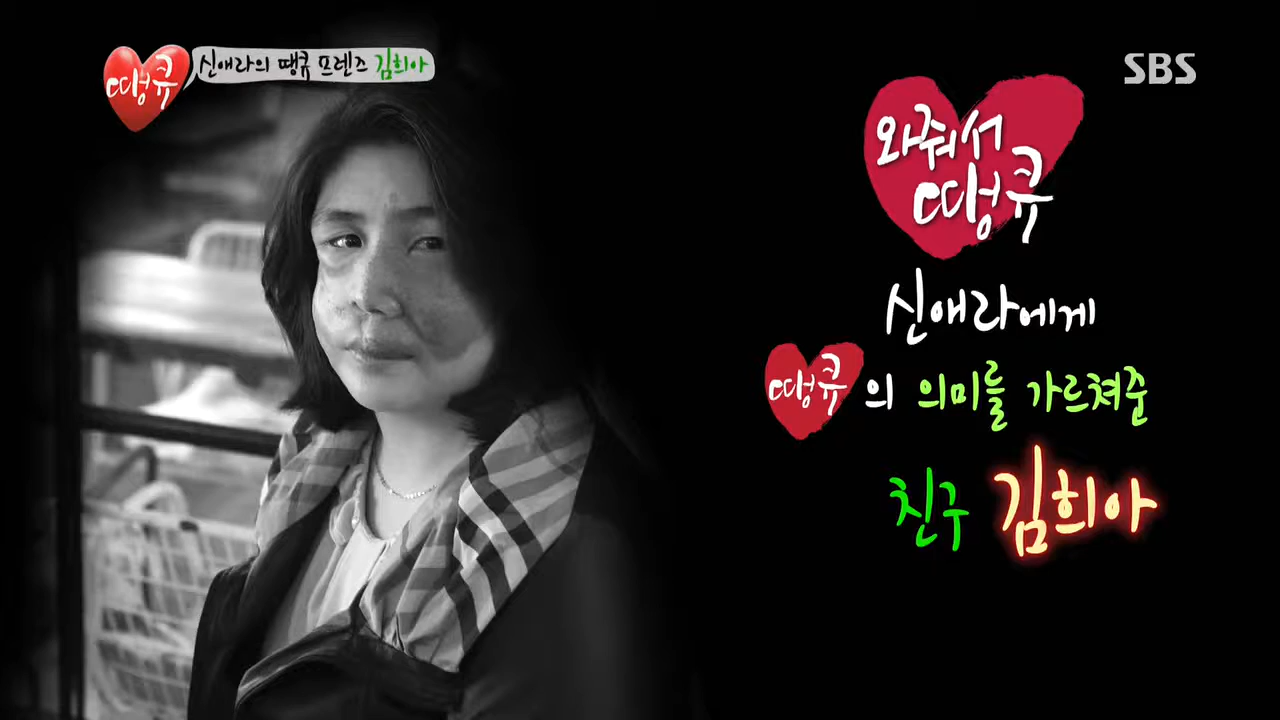 땡큐
신애라의 땡큐 프렌즈 김희아
SBS
와줘서
땡큐
신애라에게
땡큐의 의미를 가르쳐준
친구 김희아